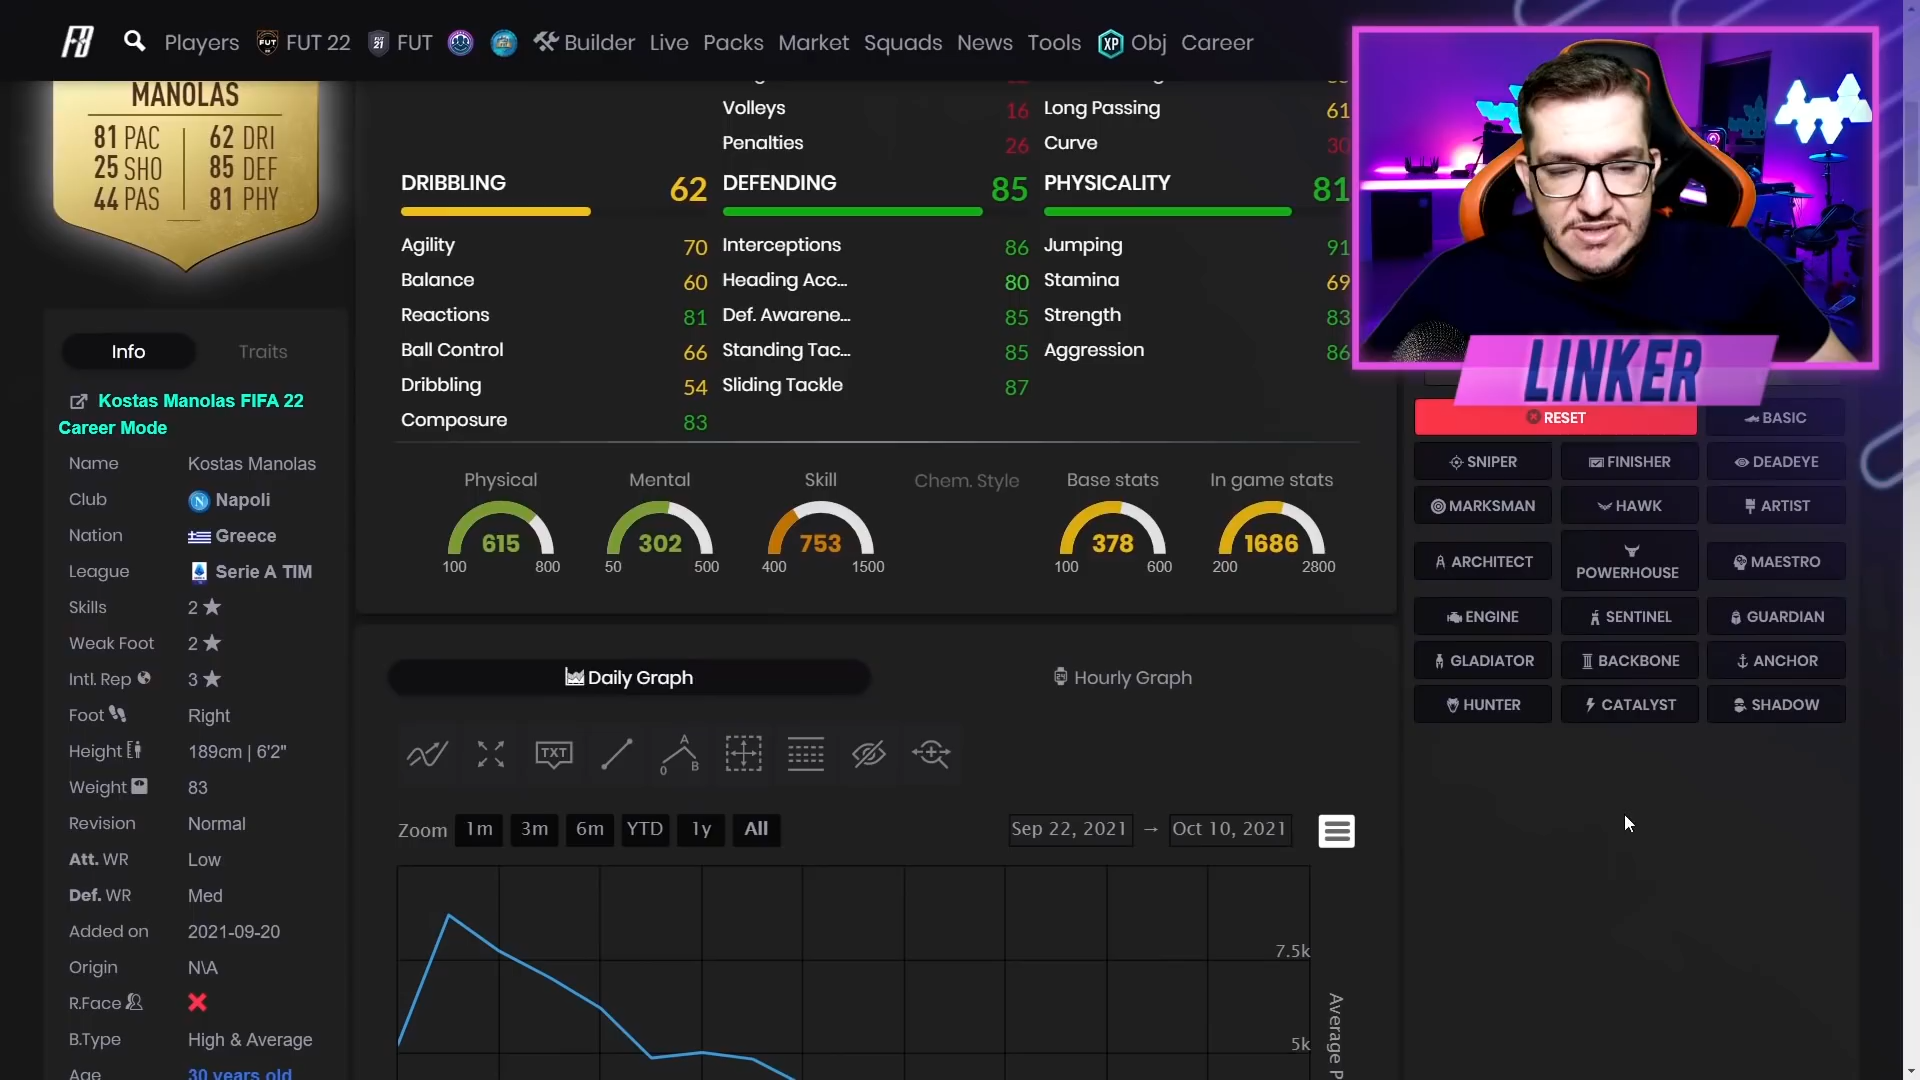 Players FUT 22 FUT Builder Live Packs Market Squads News Tools XP Obj Career
MANOLAS
81 PAC 62 DRI
25 SHO 85 DEF
44 PAS 81 PHY
Volleys 16 Long Passing 61
Penalties 26 Curve 30
DRIBBLING 62 DEFENDING 85 PHYSICALITY 81
Agility 70 Interceptions 86 Jumping 91
Balance 60 Heading Acc... 80 Stamina 69
Reactions 81 Def. Awarene... 85 Strength 83
Ball Control 66 Standing Tac... 85 Aggression 86
Dribbling 54 Sliding Tackle 87
Composure 83
Physical Mental Skill Chem. Style Base stats In game stats
615 302 753 378 1686
100 800 50 500 400 1500 100 600 200 2800
Info Traits
Kostas Manolas FIFA 22
Career Mode
Name Kostas Manolas
Club Napoli
Nation Greece
League Serie A TIM
Skills 2
Weak Foot 2
Intl. Rep 3
Foot Right
Height 189cm | 6'2"
Weight 83
Revision Normal
Att. WR Low
Def. WR Med
Added on 2021-09-20
Origin N\A
R.Face
B.Type High & Average
Age 30 years old
Daily Graph Hourly Graph
TXT
A
0 B
Zoom 1m 3m 6m YTD 1y All Sep 22, 2021 → Oct 10, 2021
7.5k
5k
Average P
LINKER
RESET BASIC
SNIPER FINISHER DEADEYE
MARKSMAN HAWK ARTIST
ARCHITECT POWERHOUSE MAESTRO
ENGINE SENTINEL GUARDIAN
GLADIATOR BACKBONE ANCHOR
HUNTER CATALYST SHADOW